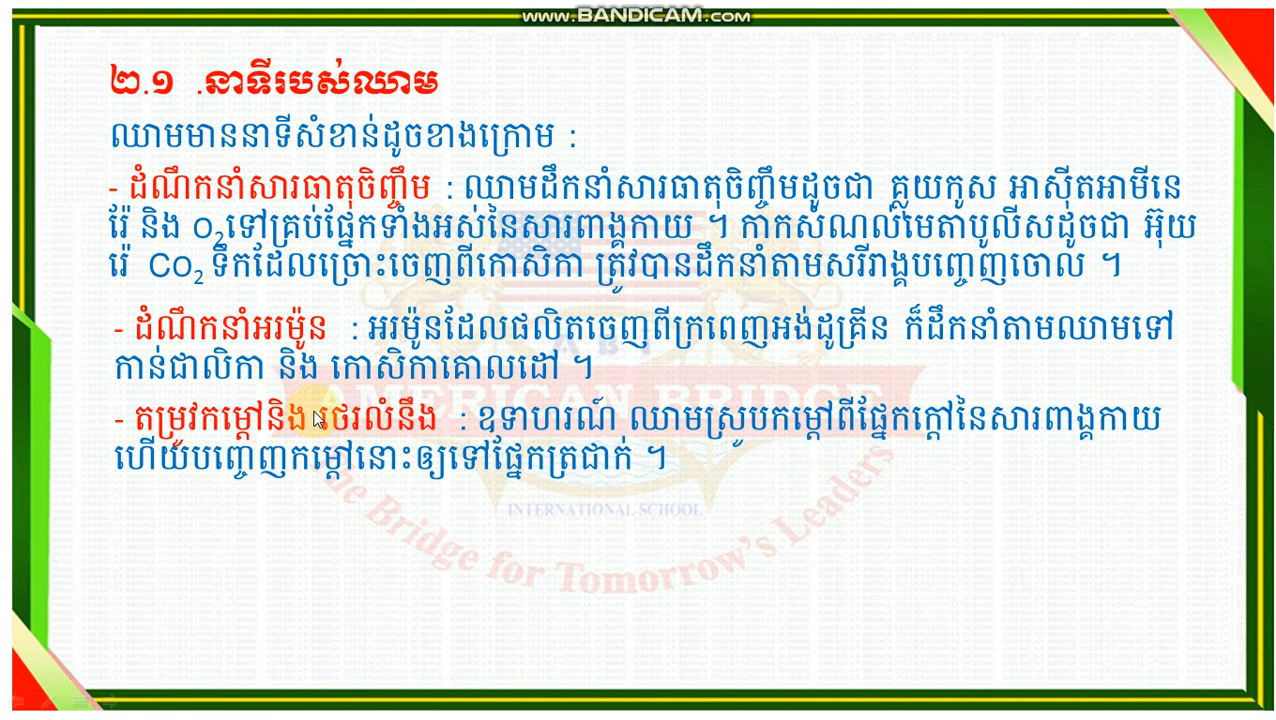 www.BANDICAM.com
២.១ .នាទីរបស់ឈាម
ឈាមមាននាទីសំខាន់ដូចខាងក្រោម :
- ដំណឹកនាំសារធាតុចិញ្ចឹម : ឈាមដឹកនាំសារធាតុចិញ្ចឹមដូចជា គ្លុយកូស អាស៊ីតអាមីនេ
រ៉ែ និង O2ទៅគ្រប់ផ្នែកទាំងអស់នៃសារពាង្គកាយ ។ កាកសំណល់មេតាបូលីសដូចជា អ៊ុយ
រ៉េ CO2 ទឹកដែលច្រោះចេញពីកោសិកា ត្រូវបានដឹកនាំតាមសរីរាង្គបញ្ចេញចោល ។
- ដំណឹកនាំអរម៉ូន : អរម៉ូនដែលផលិតចេញពីក្រពេញអង់ដូគ្រីន ក៏ដឹកនាំតាមឈាមទៅ
កាន់ជាលិកា និង កោសិកាគោលដៅ ។
- តម្រូវកម្ដៅនិង រថេរលំនឹង : ឧទាហរណ៍ ឈាមស្រូបកម្ដៅពីផ្នែកក្ដៅនៃសារពាង្គកាយ
ហើយបញ្ចេញកម្ដៅនោះឲ្យទៅផ្នែកត្រជាក់ ។
AMERICAN BRIDGE
INTERNATIONAL SCHOOL
The Bridge for Tomorrow's Leaders